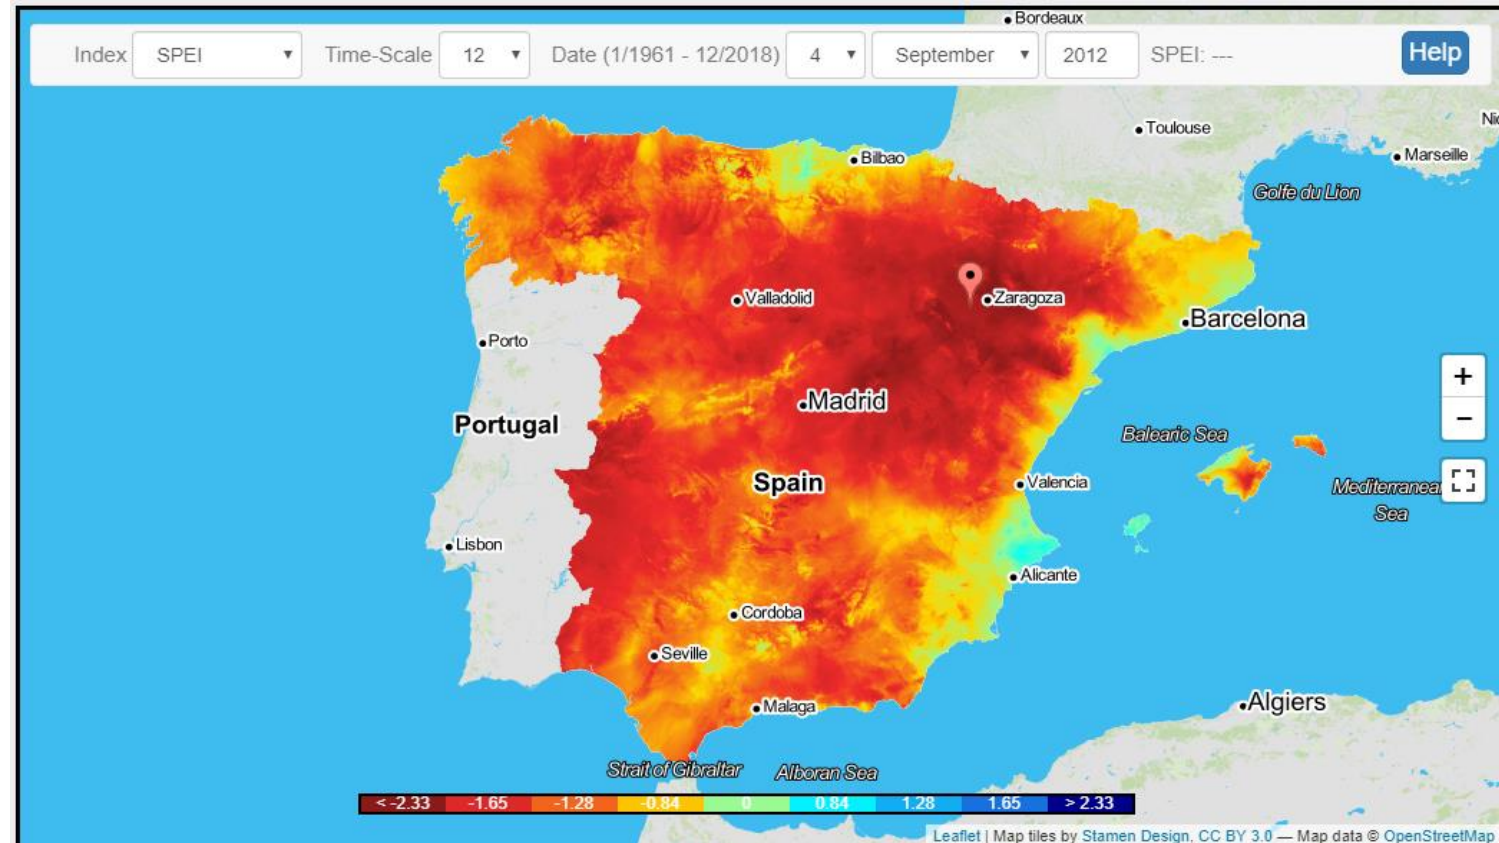 Bordeaux
Index SPEI Time-Scale 12 Date (1/1961 - 12/2018) 4 September 2012 SPEI: --- Help
Toulouse
Bilbao
Marseille
Golfe du Lion
Valladolid
Zaragoza
Barcelona
Porto
+
−
Madrid
Portugal
Balearic Sea
Spain
Valencia
Mediterranea
Sea
Lisbon
Alicante
Cordoba
Seville
Malaga
Algiers
Strait of Gibraltar
Alboran Sea
< -2.33 -1.65 -1.28 -0.84 0 0.84 1.28 1.65 > 2.33
Leaflet | Map tiles by Stamen Design, CC BY 3.0 — Map data © OpenStreetMap